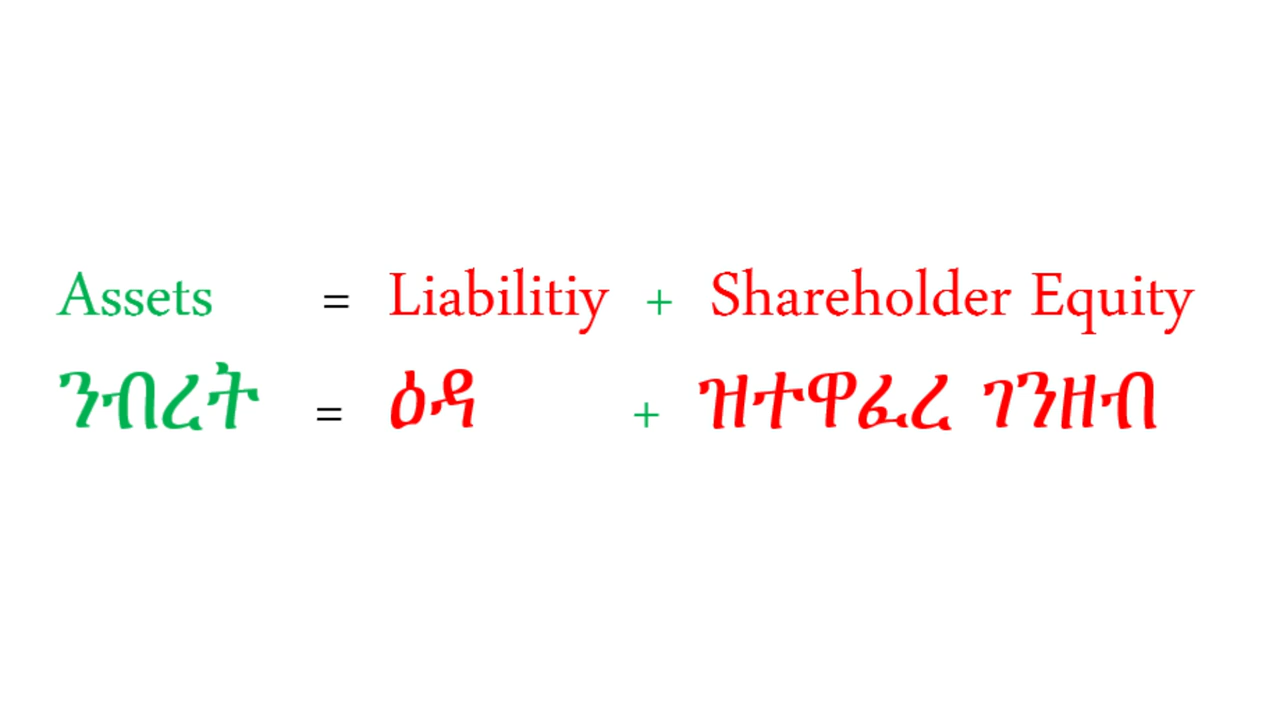 Assets = Liabilitiy + Shareholder Equity
ንብረት = ዕዳ + ዝተዋፈረ ገንዘብ